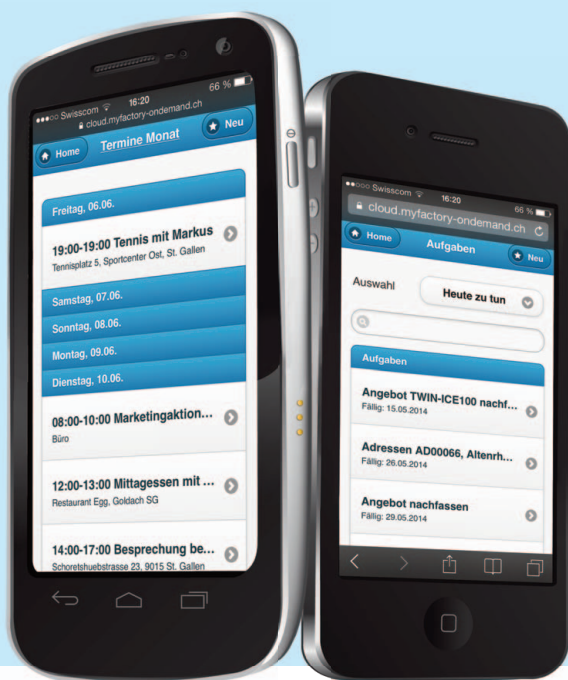 ●●●○○ Swisscom 16:20 66 %
cloud.myfactory-ondemand.ch
Home Termine Monat Neu
Freitag, 06.06.
19:00-19:00 Tennis mit Markus
Tennisplatz 5, Sportcenter Ost, St. Gallen
Samstag, 07.06.
Sonntag, 08.06.
Montag, 09.06.
Dienstag, 10.06.
08:00-10:00 Marketingaktion...
Büro
12:00-13:00 Mittagessen mit ...
Restaurant Egg, Goldach SG
14:00-17:00 Besprechung be...
Schoretshuebstrasse 23, 9015 St. Gallen
●●○○○ Swisscom 16:20 66 %
cloud.myfactory-ondemand.ch
Home Aufgaben Neu
Auswahl Heute zu tun
Aufgaben
Angebot TWIN-ICE100 nachf...
Fällig: 15.05.2014
Adressen AD00066, Altenrh...
Fällig: 26.05.2014
Angebot nachfassen
Fällig: 29.05.2014